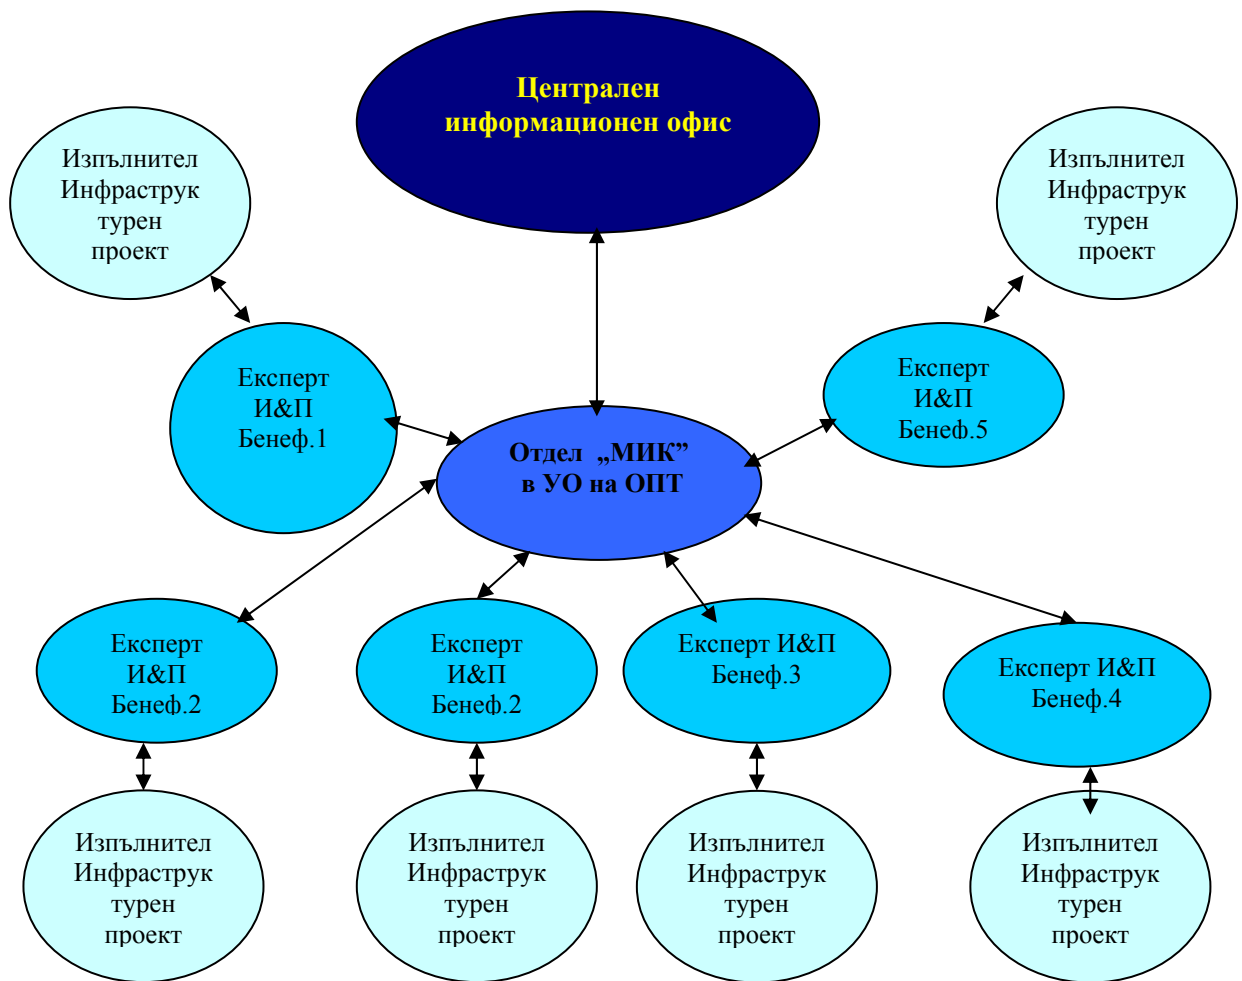 Централен
информационен офис
Изпълнител
Инфраструк
турен
проект
Изпълнител
Инфраструк
турен
проект
Експерт
И&П
Бенеф.1
Експерт
И&П
Бенеф.5
Отдел „МИК”
в УО на ОПТ
Експерт
И&П
Бенеф.2
Експерт
И&П
Бенеф.2
Експерт И&П
Бенеф.3
Експерт И&П
Бенеф.4
Изпълнител
Инфраструк
турен
проект
Изпълнител
Инфраструк
турен
проект
Изпълнител
Инфраструк
турен
проект
Изпълнител
Инфраструк
турен
проект